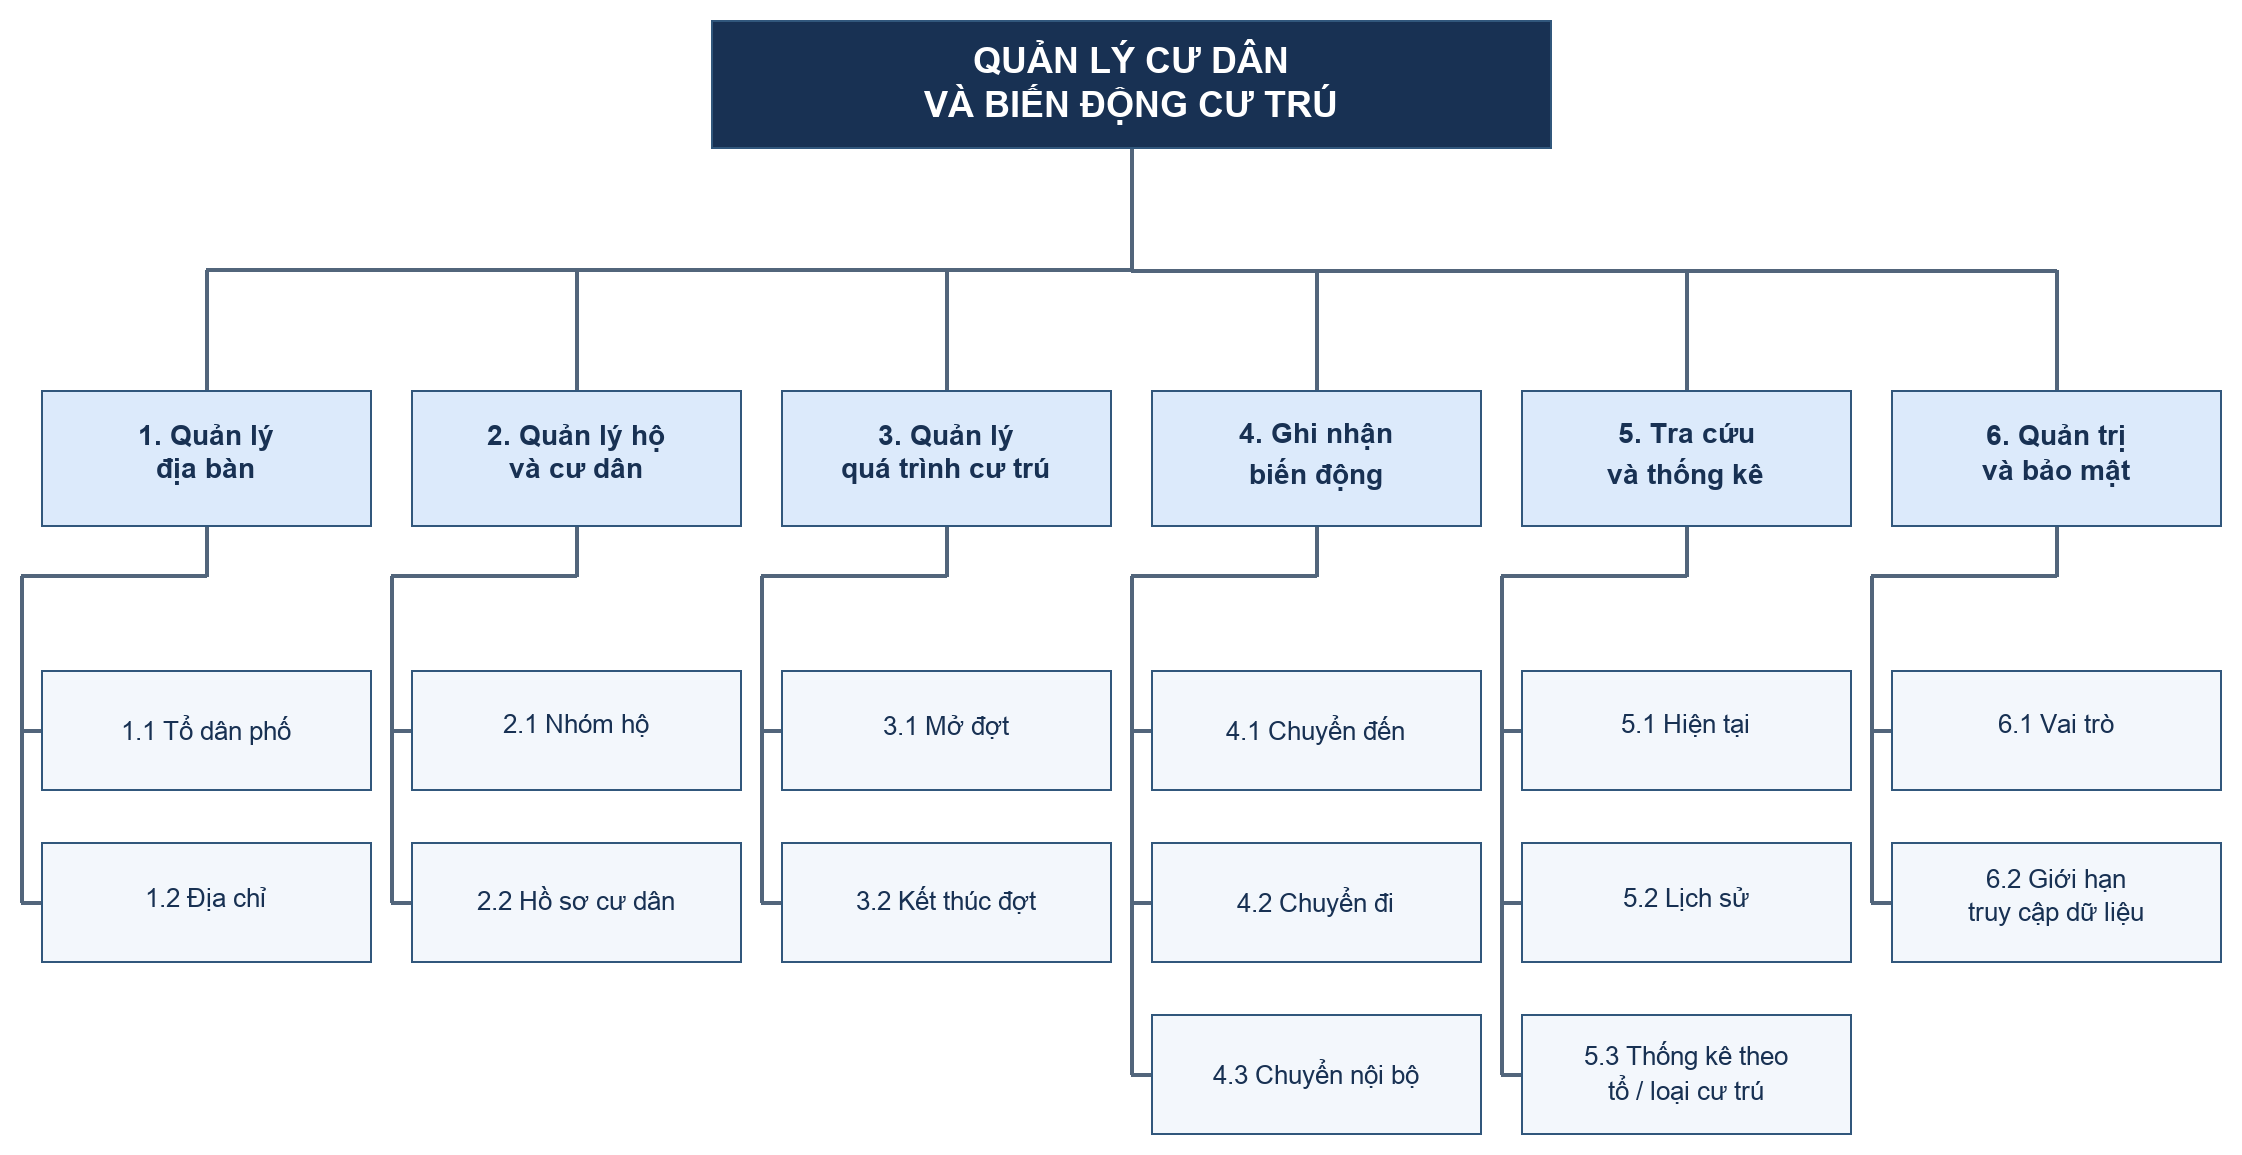 QUẢN LÝ CƯ DÂN
VÀ BIẾN ĐỘNG CƯ TRÚ
1. Quản lý
địa bàn
2. Quản lý hộ
và cư dân
3. Quản lý
quá trình cư trú
4. Ghi nhận
biến động
5. Tra cứu
và thống kê
6. Quản trị
và bảo mật
1.1 Tổ dân phố
2.1 Nhóm hộ
3.1 Mở đợt
4.1 Chuyển đến
5.1 Hiện tại
6.1 Vai trò
1.2 Địa chỉ
2.2 Hồ sơ cư dân
3.2 Kết thúc đợt
4.2 Chuyển đi
5.2 Lịch sử
6.2 Giới hạn
truy cập dữ liệu
4.3 Chuyển nội bộ
5.3 Thống kê theo
tổ / loại cư trú